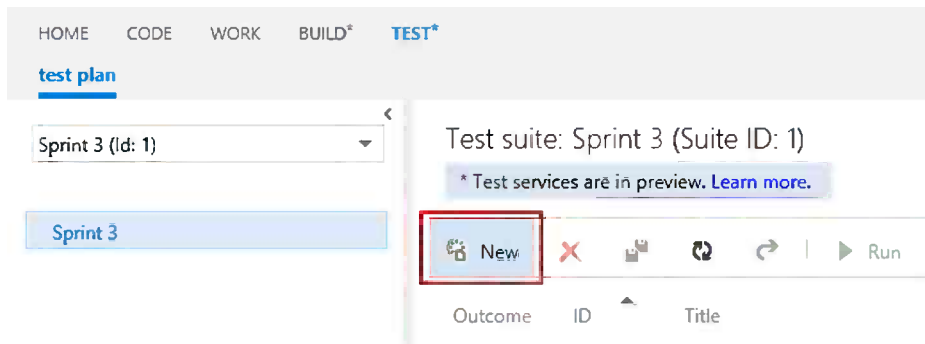 HOME CODE WORK BUILD* TEST*
test plan
Sprint 3 (Id: 1)
Sprint 3
Test suite: Sprint 3 (Suite ID: 1)
* Test services are in preview. Learn more.
New Run
Outcome ID Title